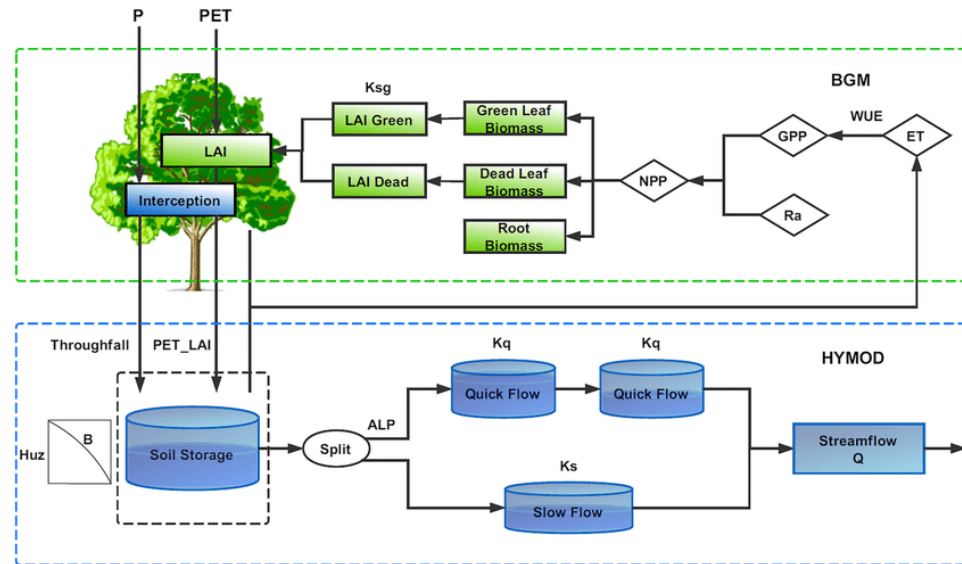 P
PET
BGM
Ksg
WUE
LAI Green
Green Leaf
Biomass
GPP
ET
LAI
LAI Dead
Dead Leaf
Biomass
NPP
Interception
Ra
Root
Biomass
Throughfall
PET_LAI
HYMOD
Kq
Kq
Quick Flow
Quick Flow
ALP
B
Huz
Soil Storage
Split
Streamflow
Q
Ks
Slow Flow